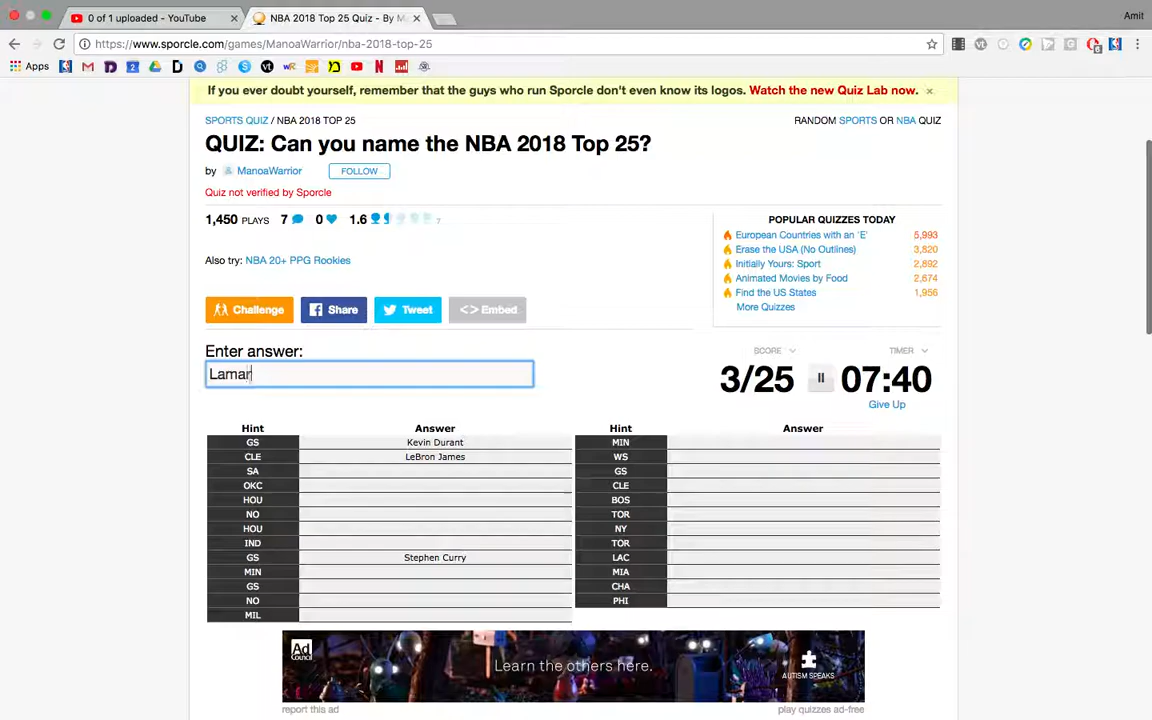 0 of 1 uploaded - YouTube
NBA 2018 Top 25 Quiz - By M
Amit
https://www.sporcle.com/games/ManoaWarrior/nba-2018-top-25
Apps
If you ever doubt yourself, remember that the guys who run Sporcle don't even know its logos. Watch the new Quiz Lab now.
SPORTS QUIZ / NBA 2018 TOP 25
RANDOM SPORTS OR NBA QUIZ
QUIZ: Can you name the NBA 2018 Top 25?
by ManoaWarrior FOLLOW
Quiz not verified by Sporcle
1,450 PLAYS 7 0 1.6 7
POPULAR QUIZZES TODAY
European Countries with an 'E' 5,993
Erase the USA (No Outlines) 3,820
Initially Yours: Sport 2,892
Animated Movies by Food 2,674
Find the US States 1,956
More Quizzes
Also try: NBA 20+ PPG Rookies
Challenge Share Tweet <> Embed
Enter answer:
Lamar
SCORE TIMER
3/25 07:40
Give Up
Hint Answer Hint Answer
GS Kevin Durant MIN
CLE LeBron James WS
SA GS
OKC CLE
HOU BOS
NO TOR
HOU NY
IND TOR
GS Stephen Curry LAC
MIN MIA
GS CHA
NO PHI
MIL
Ad Council
Learn the others here.
AUTISM SPEAKS
report this ad
play quizzes ad-free